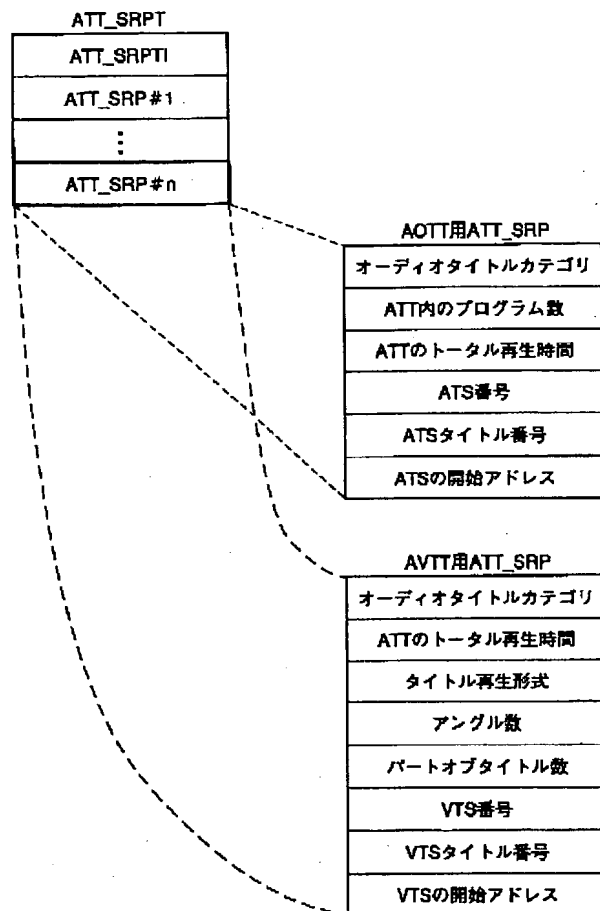 ATT_SRPT
ATT_SRPTI
ATT_SRP#1
⋮
ATT_SRP#n
AOTT用ATT_SRP
オーディオタイトルカテゴリ
ATT内のプログラム数
ATTのトータル再生時間
ATS番号
ATSタイトル番号
ATSの開始アドレス
AVTT用ATT_SRP
オーディオタイトルカテゴリ
ATTのトータル再生時間
タイトル再生形式
アングル数
パートオブタイトル数
VTS番号
VTSタイトル番号
VTSの開始アドレス